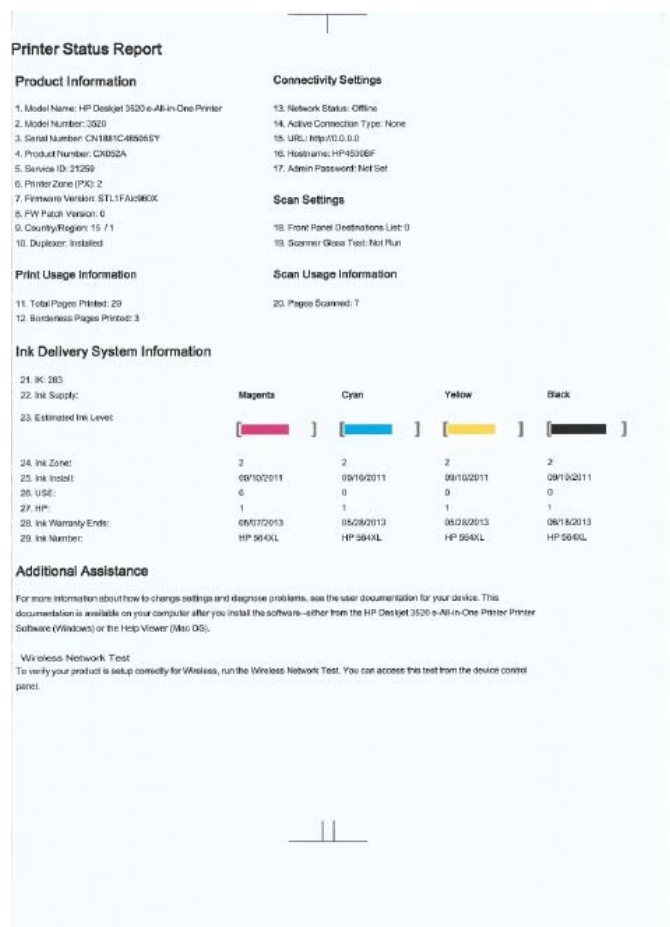 Printer Status Report
Product Information
1. Model Name: HP Deskjet 3520 e-All-in-One Printer
2. Model Number: 3520
3. Serial Number: CN1881C48505SY
4. Product Number: CX052A
5. Service ID: 21259
6. Printer Zone (PX): 2
7. Firmware Version:
8. FW Patch Version: 0
9. Country/Region: 15 / 1
10. Duplexer: Installed
Connectivity Settings
13. Network Status: Offline
14. Active Connection Type: None
15. URL: http://0.0.0.0
16. Hostname: HP4530BF
17. Admin Password: Not Set
Scan Settings
18. Front Panel Destinations List: 0
19. Scanner Glass Test: Not Run
Print Usage Information
11. Total Pages Printed: 29
12. Borderless Pages Printed: 3
Scan Usage Information
20. Pages Scanned: 7
Ink Delivery System Information
21. IK: 283
22. Ink Supply: Magenta Cyan Yellow Black
23. Estimated Ink Level:
24. Ink Zone: 2 2 2 2
25. Ink Install: 09/10/2011 09/10/2011 09/10/2011 09/10/2011
26. USE: 0 0 0 0
27. HP: 1 1 1 1
28. Ink Warranty Ends: 06/07/2013 05/28/2013 05/28/2013 06/18/2013
29. Ink Number: HP 564XL HP 564XL HP 564XL HP 564XL
Additional Assistance
For more information about how to change settings and diagnose problems, see the user documentation for your device. This
documentation is available on your computer after you install the software--either from the HP Deskjet 3520 e-All-in-One Printer Printer
Software (Windows) or the Help Viewer (Mac OS).
Wireless Network Test
To verify your product is setup correctly for Wireless, run the Wireless Network Test. You can access this test from the device control
panel.